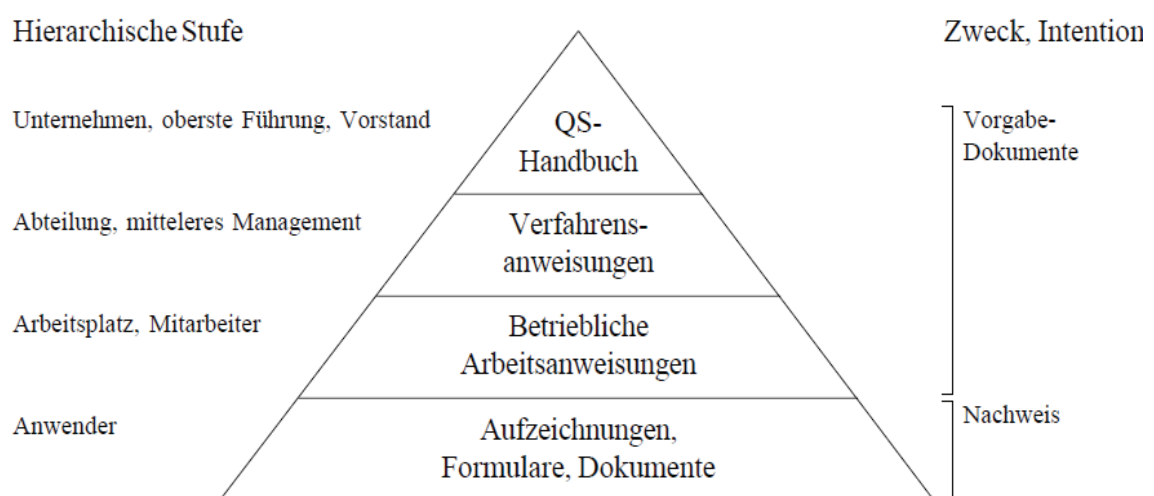 Hierarchische Stufe
Zweck, Intention
Unternehmen, oberste Führung, Vorstand
QS-
Handbuch
Vorgabe-
Dokumente
Abteilung, mitteleres Management
Verfahrens-
anweisungen
Arbeitsplatz, Mitarbeiter
Betriebliche
Arbeitsanweisungen
Anwender
Aufzeichnungen,
Formulare, Dokumente
Nachweis